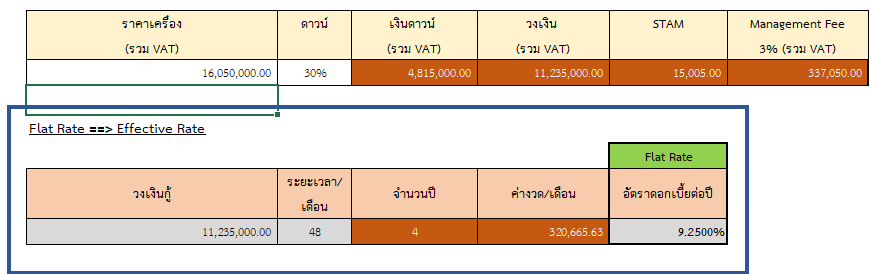 ราคาเครื่อง ดาวน์ เงินดาวน์ วงเงิน STAM Management Fee
(รวม VAT) (รวม VAT) (รวม VAT) 3% (รวม VAT)
16,050,000.00 30% 4,815,000.00 11,235,000.00 15,005.00 337,050.00
Flat Rate ==> Effective Rate
Flat Rate
วงเงินกู้ ระยะเวลา/ จำนวนปี ค่างวด/เดือน อัตราดอกเบี้ยต่อปี
เดือน
11,235,000.00 48 4 320,665.63 9.2500%